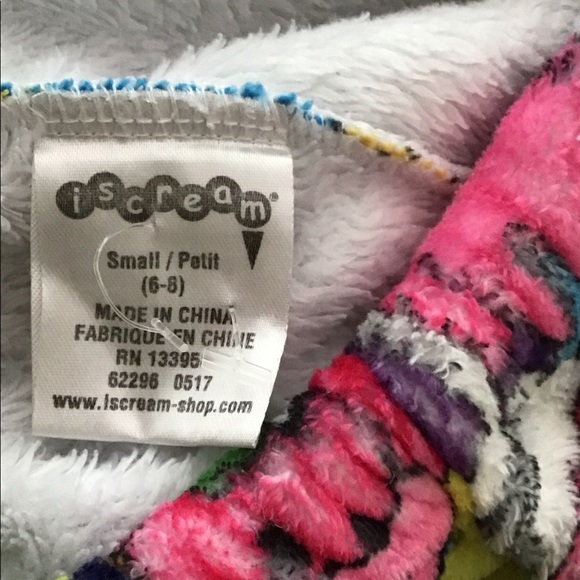 iscream®
Small / Petit
(6-8)
MADE IN CHINA
FABRIQUE EN CHINE
RN 13395
62296 0517
www.iscream-shop.com